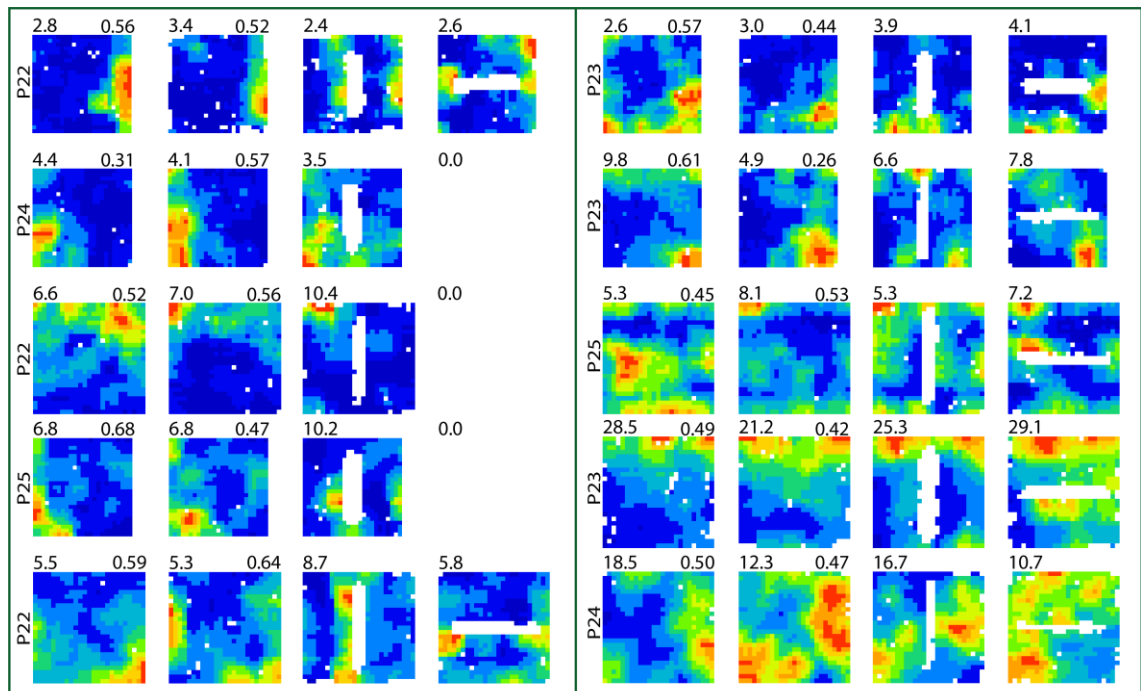 2.8 0.56 3.4 0.52 2.4 2.6
P22
4.4 0.31 4.1 0.57 3.5 0.0
P24
6.6 0.52 7.0 0.56 10.4 0.0
P22
6.8 0.68 6.8 0.47 10.2 0.0
P25
5.5 0.59 5.3 0.64 8.7 5.8
P22
2.6 0.57 3.0 0.44 3.9 4.1
P23
9.8 0.61 4.9 0.26 6.6 7.8
P23
5.3 0.45 8.1 0.53 5.3 7.2
P25
28.5 0.49 21.2 0.42 25.3 29.1
P23
18.5 0.50 12.3 0.47 16.7 10.7
P24